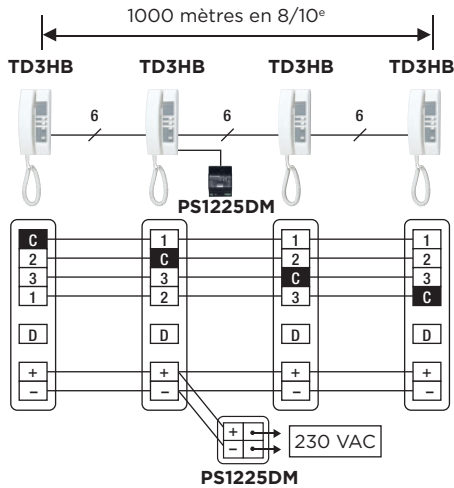 1000 mètres en 8/10e
TD3HB TD3HB TD3HB TD3HB
6 6 6
PS1225DM
C 1 1 1
2 C 2 2
3 3 C 3
1 2 3 C
D D D D
+ + + +
– – – –
+
– 230 VAC
PS1225DM